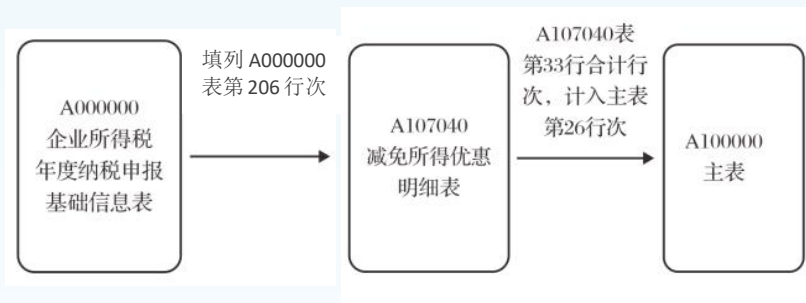 A000000
企业所得税
年度纳税申报
基础信息表
填列 A000000
表第 206 行次
A107040
减免所得优惠
明细表
A107040表
第33行合计行
次，计入主表
第26行次
A100000
主表